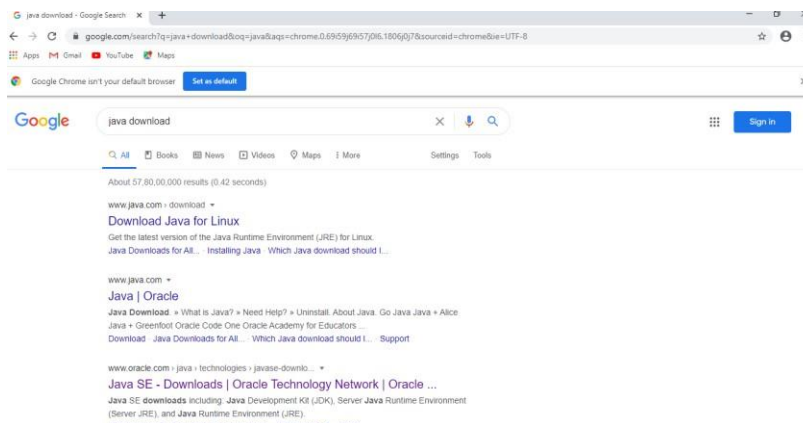 java download - Google Search
google.com/search?q=java+download&oq=java&aqs=chrome.0.69i59j69i57j0l6.1806j0j7&sourceid=chrome&ie=UTF-8
Apps Gmail YouTube Maps
Google Chrome isn't your default browser Set as default
Google java download Sign in
All Books News Videos Maps More Settings Tools
About 57,80,00,000 results (0.42 seconds)
www.java.com › download
Download Java for Linux
Get the latest version of the Java Runtime Environment (JRE) for Linux.
Java Downloads for All... · Installing Java · Which Java download should I...
www.java.com
Java | Oracle
Java Download. » What is Java? » Need Help? » Uninstall. About Java. Go Java Java + Alice
Java + Greenfoot Oracle Code One Oracle Academy for Educators ...
Download · Java Downloads for All... · Which Java download should I... · Support
www.oracle.com › java › technologies › javase-downlo...
Java SE - Downloads | Oracle Technology Network | Oracle ...
Java SE downloads including: Java Development Kit (JDK), Server Java Runtime Environment
(Server JRE), and Java Runtime Environment (JRE).